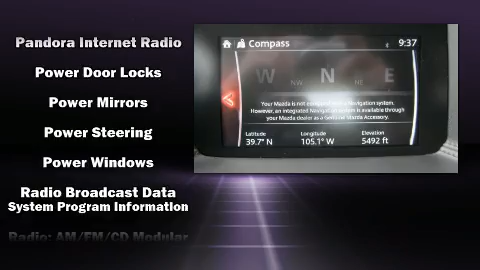 Pandora Internet Radio
Power Door Locks
Power Mirrors
Power Steering
Power Windows
Radio Broadcast Data
System Program Information
Radio: AM/FM/CD Modular
Compass
9:37
W NW N NE E
Your Mazda is not equipped with a Navigation system.
However, an integrated Navigation system is available through
your Mazda dealer as a Genuine Mazda Accessory.
Latitude Longitude Elevation
39.7° N 105.1° W 5492 ft